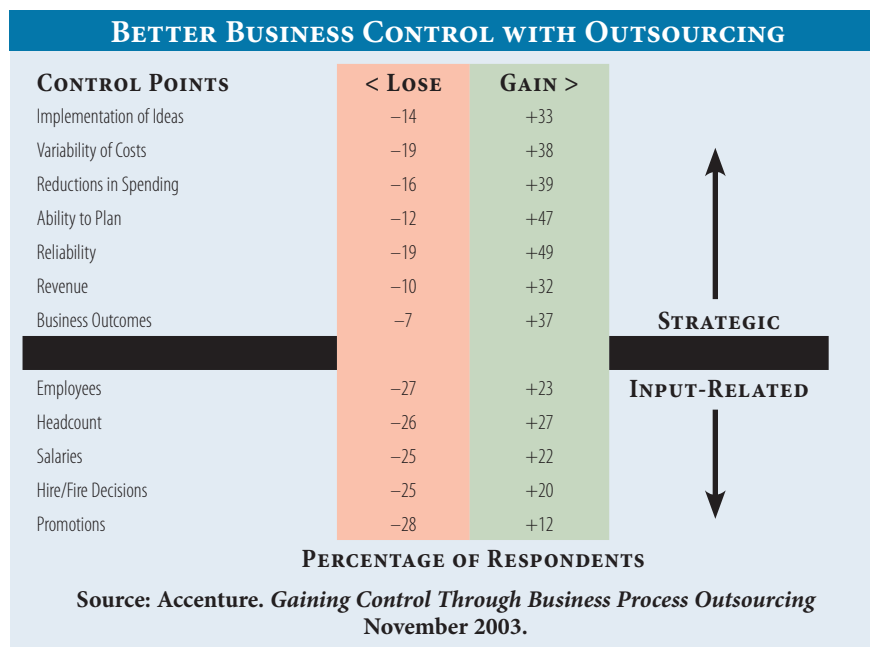 BETTER BUSINESS CONTROL WITH OUTSOURCING
CONTROL POINTS < LOSE GAIN >
Implementation of Ideas –14 +33
Variability of Costs –19 +38
Reductions in Spending –16 +39
Ability to Plan –12 +47
Reliability –19 +49
Revenue –10 +32
Business Outcomes –7 +37 STRATEGIC
Employees –27 +23 INPUT-RELATED
Headcount –26 +27
Salaries –25 +22
Hire/Fire Decisions –25 +20
Promotions –28 +12
PERCENTAGE OF RESPONDENTS
Source: Accenture. Gaining Control Through Business Process Outsourcing
November 2003.